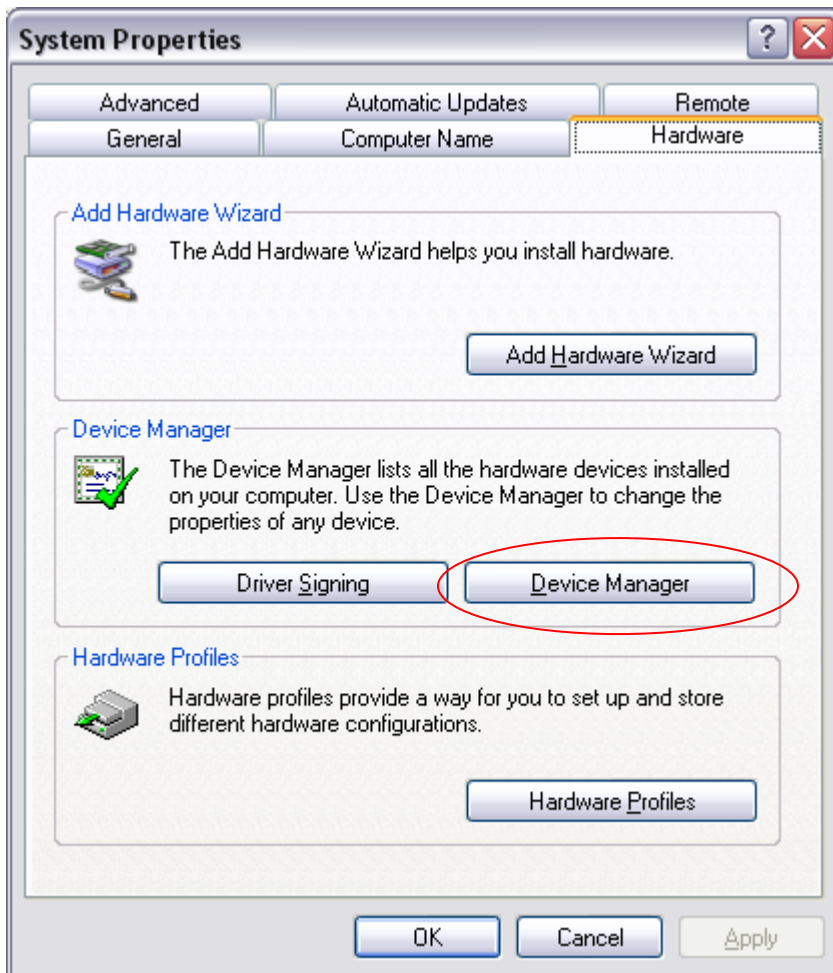 System Properties
Advanced
Automatic Updates
Remote
General
Computer Name
Hardware
Add Hardware Wizard
The Add Hardware Wizard helps you install hardware.
Add Hardware Wizard
Device Manager
The Device Manager lists all the hardware devices installed
on your computer. Use the Device Manager to change the
properties of any device.
Driver Signing
Device Manager
Hardware Profiles
Hardware profiles provide a way for you to set up and store
different hardware configurations.
Hardware Profiles
OK
Cancel
Apply